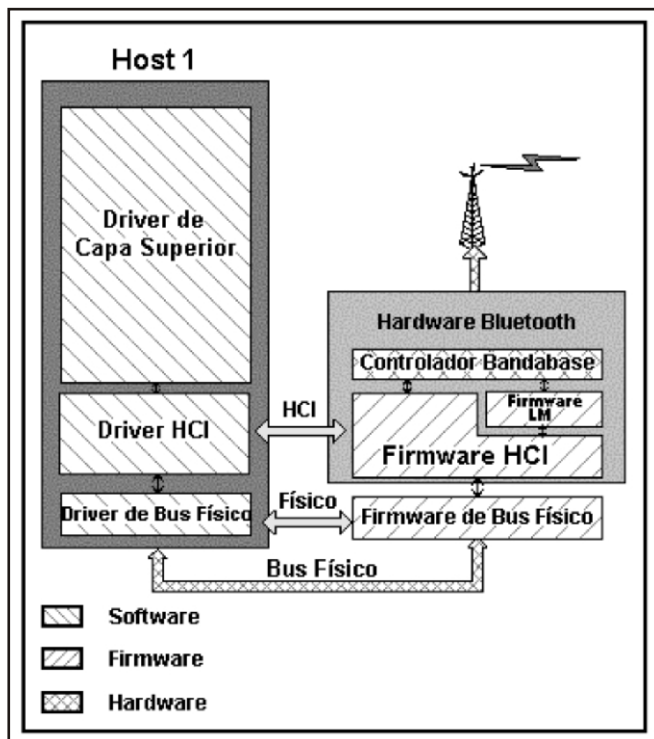 Host 1
Driver de
Capa Superior
Hardware Bluetooth
Controlador Bandabase
HCI
Firmware
LM
Driver HCI
Firmware HCI
Driver de Bus Físico
Físico
Firmware de Bus Físico
Bus Físico
Software
Firmware
Hardware